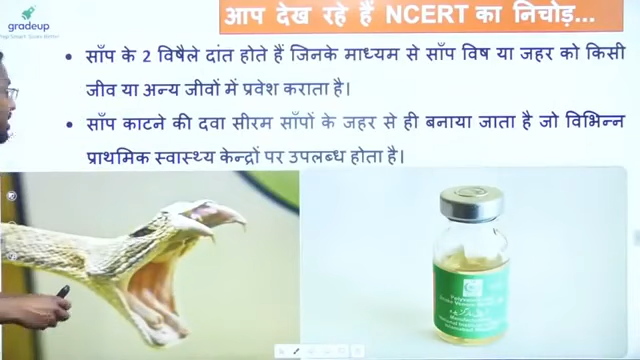 gradeup
आप देख रहे हैं NCERT का निचोड़...
• साँप के 2 विषैले दांत होते हैं जिनके माध्यम से साँप विष या जहर को किसी
जीव या अन्य जीवों में प्रवेश कराता है।
• साँप काटने की दवा सीरम साँपों के जहर से ही बनाया जाता है जो विभिन्न
प्राथमिक स्वास्थ्य केन्द्रों पर उपलब्ध होता है।